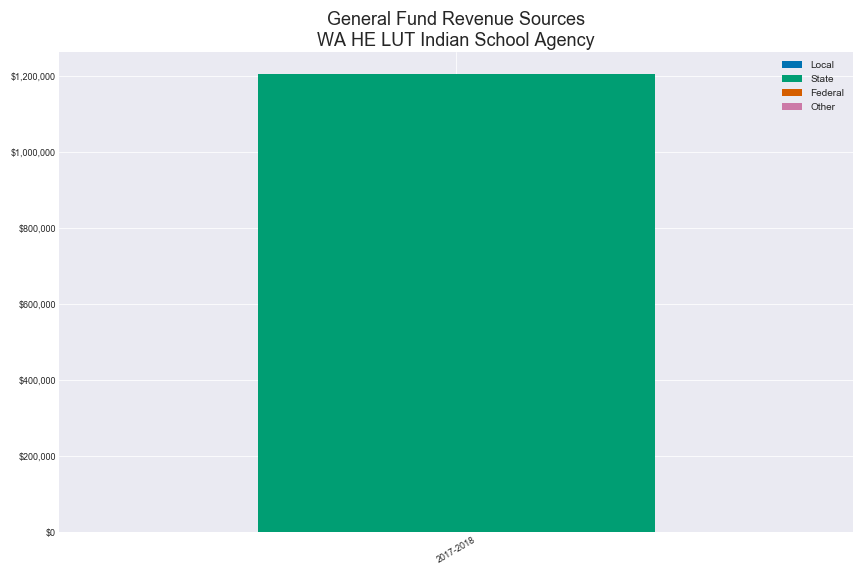 General Fund Revenue Sources
WA HE LUT Indian School Agency
Local
State
Federal
Other
$1,200,000
$1,000,000
$800,000
$600,000
$400,000
$200,000
$0
2017-2018